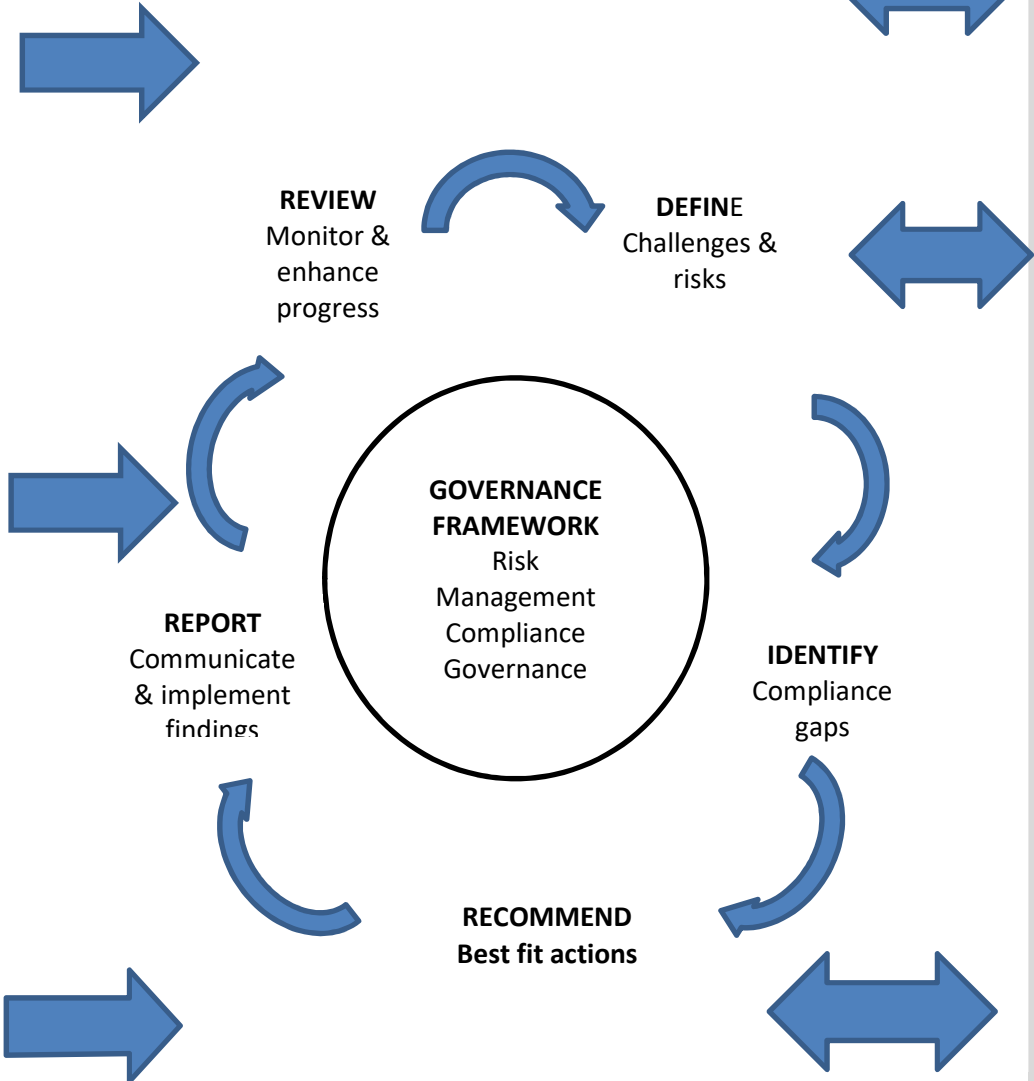 REVIEW
Monitor &
enhance
progress
DEFINE
Challenges &
risks
GOVERNANCE
FRAMEWORK
Risk
Management
Compliance
Governance
REPORT
Communicate
& implement
findings
IDENTIFY
Compliance
gaps
RECOMMEND
Best fit actions